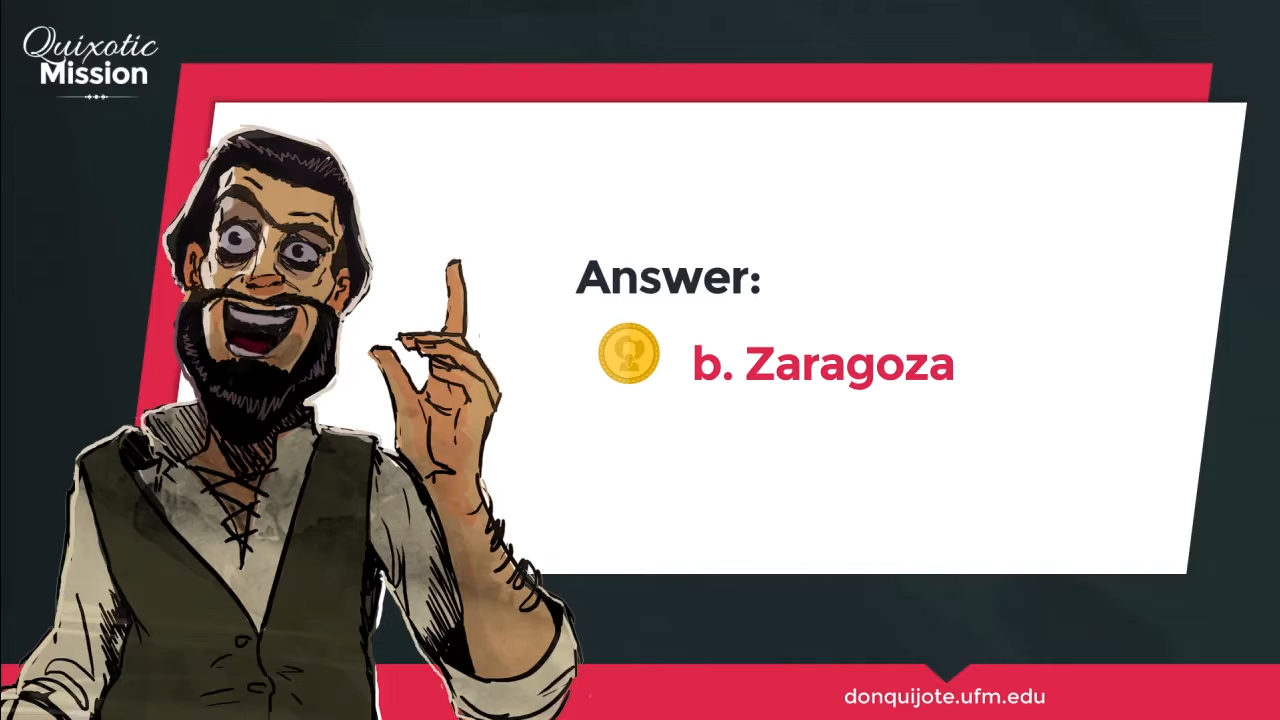 Quixotic
Mission
Answer:
b. Zaragoza
donquijote.ufm.edu